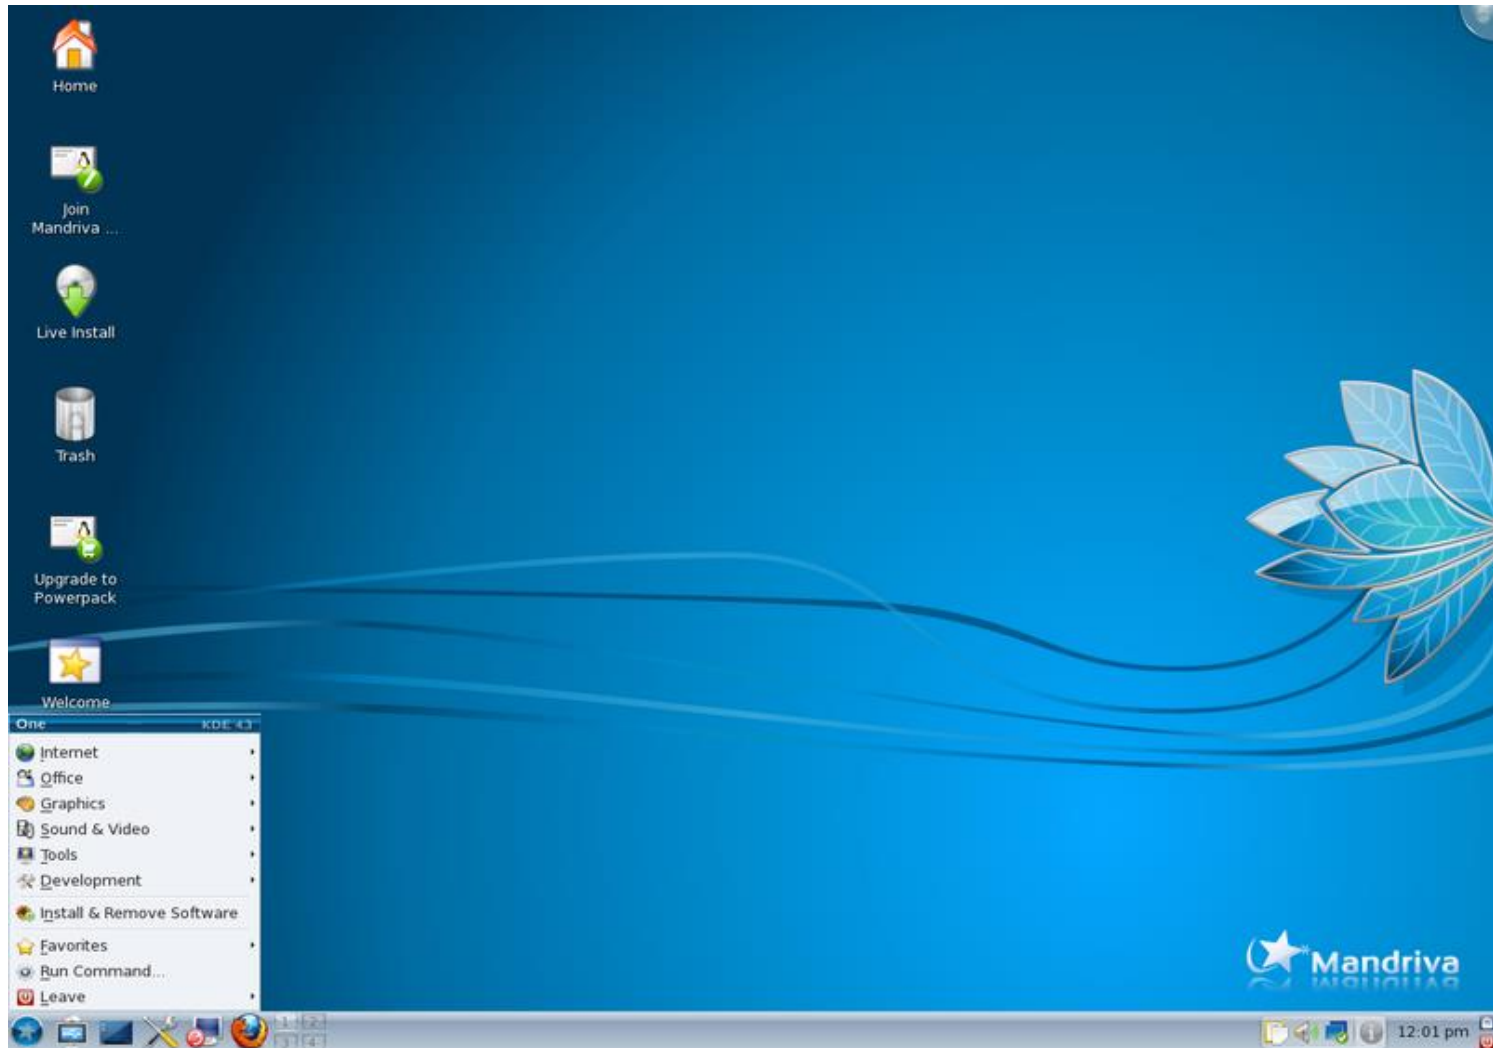 Home
Join
Mandriva ...
Live Install
Trash
Upgrade to
Powerpack
Welcome
One KDE 4.3
Internet
Office
Graphics
Sound & Video
Tools
Development
Install & Remove Software
Favorites
Run Command...
Leave
Mandriva
1 2
3 4
12:01 pm